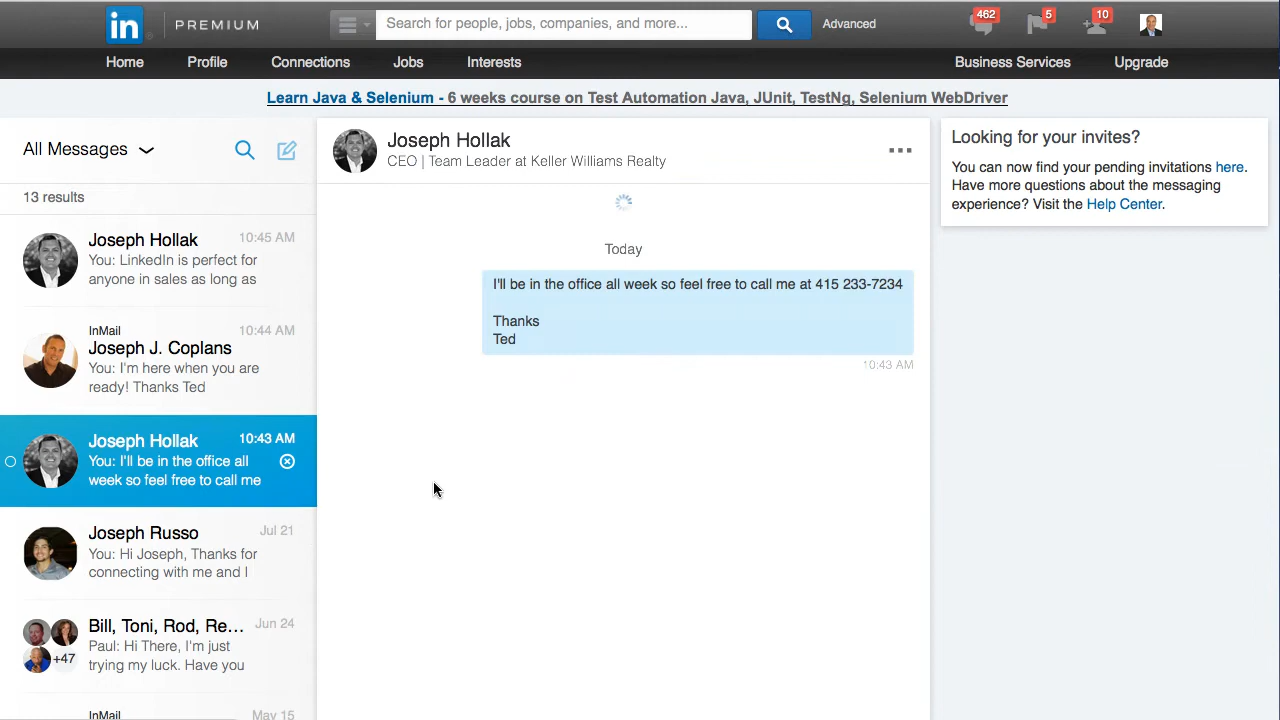 in PREMIUM
Search for people, jobs, companies, and more...
Advanced
462
5
10
Home
Profile
Connections
Jobs
Interests
Business Services
Upgrade
Learn Java & Selenium - 6 weeks course on Test Automation Java, JUnit, TestNg, Selenium WebDriver
All Messages
13 results
Joseph Hollak 10:45 AM
You: LinkedIn is perfect for
anyone in sales as long as
InMail 10:44 AM
Joseph J. Coplans
You: I'm here when you are
ready! Thanks Ted
Joseph Hollak 10:43 AM
You: I'll be in the office all
week so feel free to call me
Joseph Russo Jul 21
You: Hi Joseph, Thanks for
connecting with me and I
Bill, Toni, Rod, Re... Jun 24
+47
Paul: Hi There, I'm just
trying my luck. Have you
InMail May 15
Joseph Hollak
CEO | Team Leader at Keller Williams Realty
Today
I'll be in the office all week so feel free to call me at 415 233-7234
Thanks
Ted
10:43 AM
Looking for your invites?
You can now find your pending invitations here.
Have more questions about the messaging
experience? Visit the Help Center.